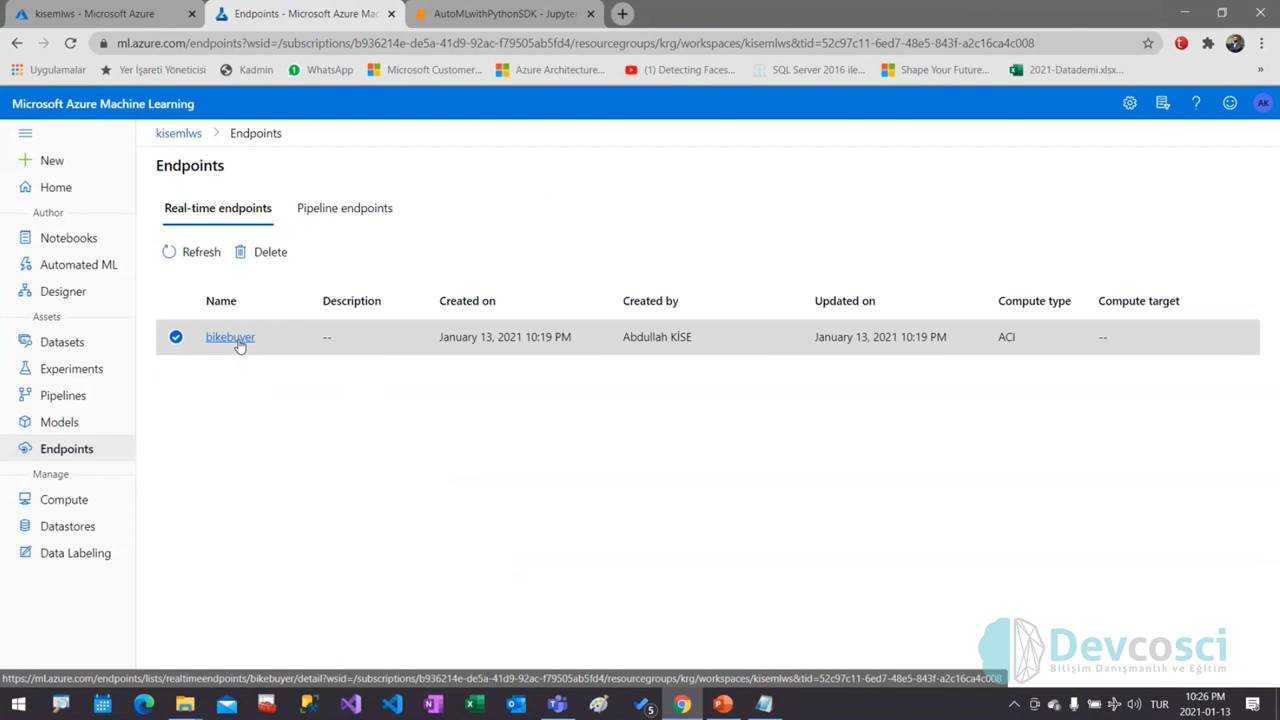 kisemlws - Microsoft Azure
Endpoints - Microsoft Azure Mac
AutoMLwithPythonSDK - Jupyter
ml.azure.com/endpoints?wsid=/subscriptions/b936214e-de5a-41d9-92ac-f79505ab5fd4/resourcegroups/krg/workspaces/kisemlws&tid=52c97c11-6ed7-48e5-843f-a2c16ca4c008
Uygulamalar
Yer İşareti Yöneticisi
Kadmin
WhatsApp
Microsoft Customer...
Azure Architecture...
(1) Detecting Faces...
SQL Server 2016 ile...
Shape Your Future...
2021-Datademi.xlsx...
»
Microsoft Azure Machine Learning
AK
kisemlws > Endpoints
New
Home
Author
Notebooks
Automated ML
Designer
Assets
Datasets
Experiments
Pipelines
Models
Endpoints
Manage
Compute
Datastores
Data Labeling
Endpoints
Real-time endpoints Pipeline endpoints
Refresh Delete
Name Description Created on Created by Updated on Compute type Compute target
bikebuyer -- January 13, 2021 10:19 PM Abdullah KİSE January 13, 2021 10:19 PM ACI --
Devcosci
Bilişim Danışmanlık ve Eğitim
https://ml.azure.com/endpoints/lists/realtimeendpoints/bikebuyer/detail?wsid=/subscriptions/b936214e-de5a-41d9-92ac-f79505ab5fd4/resourcegroups/krg/workspaces/kisemlws&tid=52c97c11-6ed7-48e5-843f-a2c16ca4c008
5
TUR
10:26 PM
2021-01-13